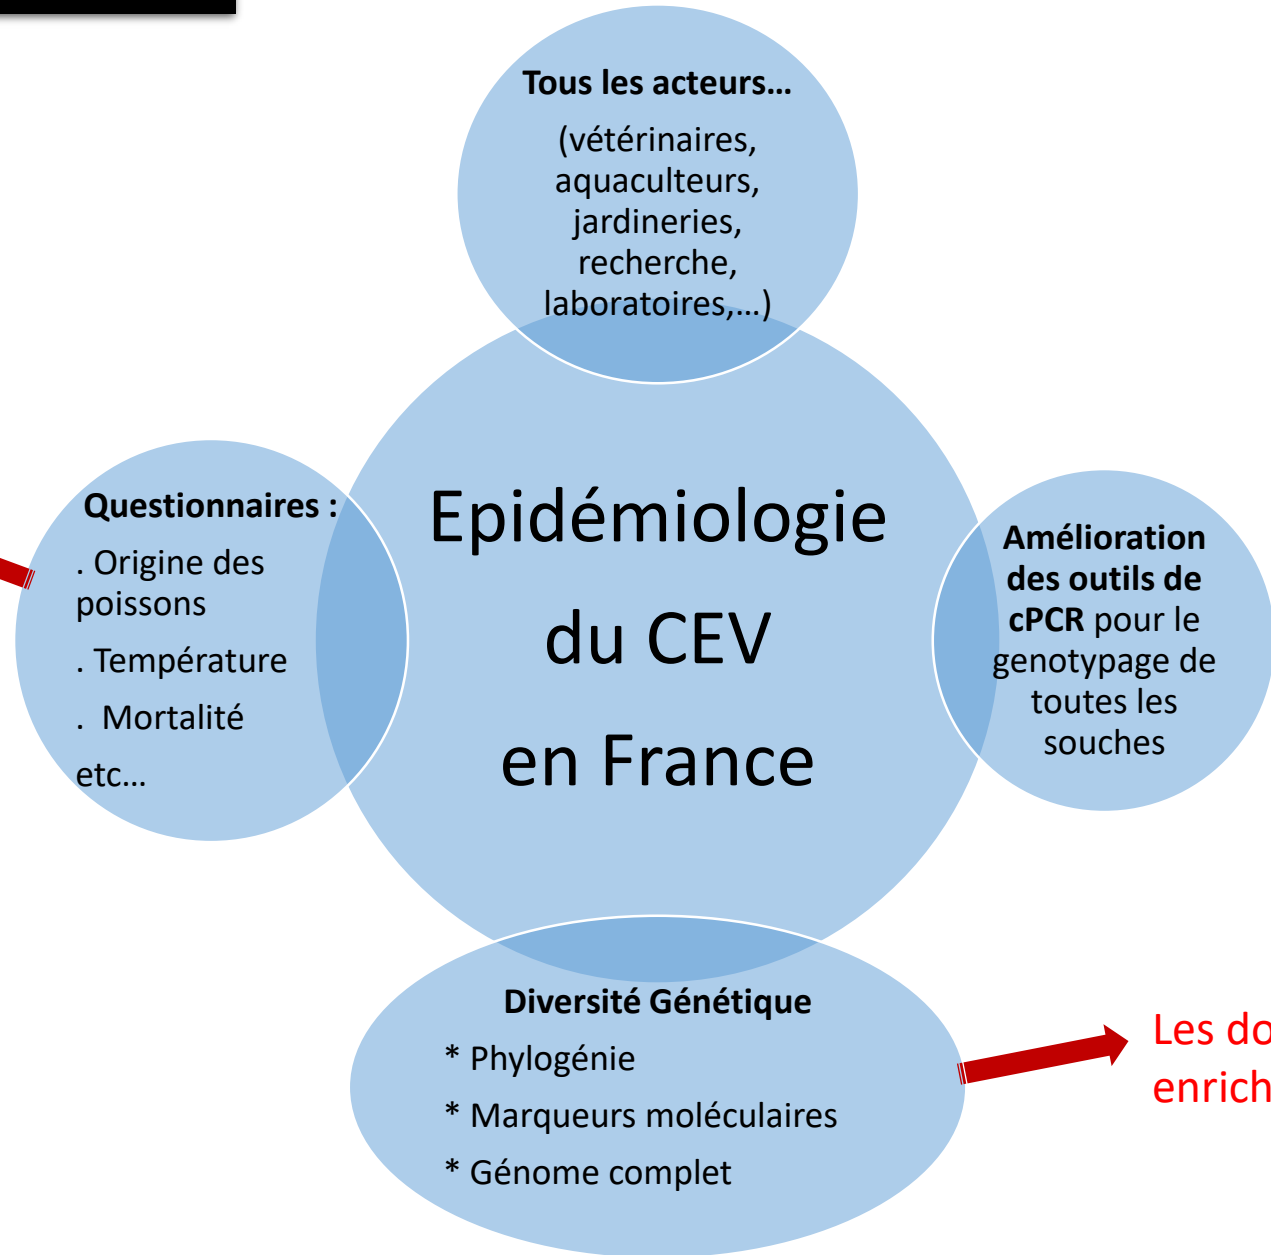 Tous les acteurs...
(vétérinaires,
aquaculteurs,
jardineries,
recherche,
laboratoires,...)
Questionnaires :
. Origine des
poissons
. Température
. Mortalité
etc...
Epidémiologie
du CEV
en France
Amélioration
des outils de
cPCR pour le
genotypage de
toutes les
souches
Diversité Génétique
* Phylogénie
* Marqueurs moléculaires
* Génome complet
Les